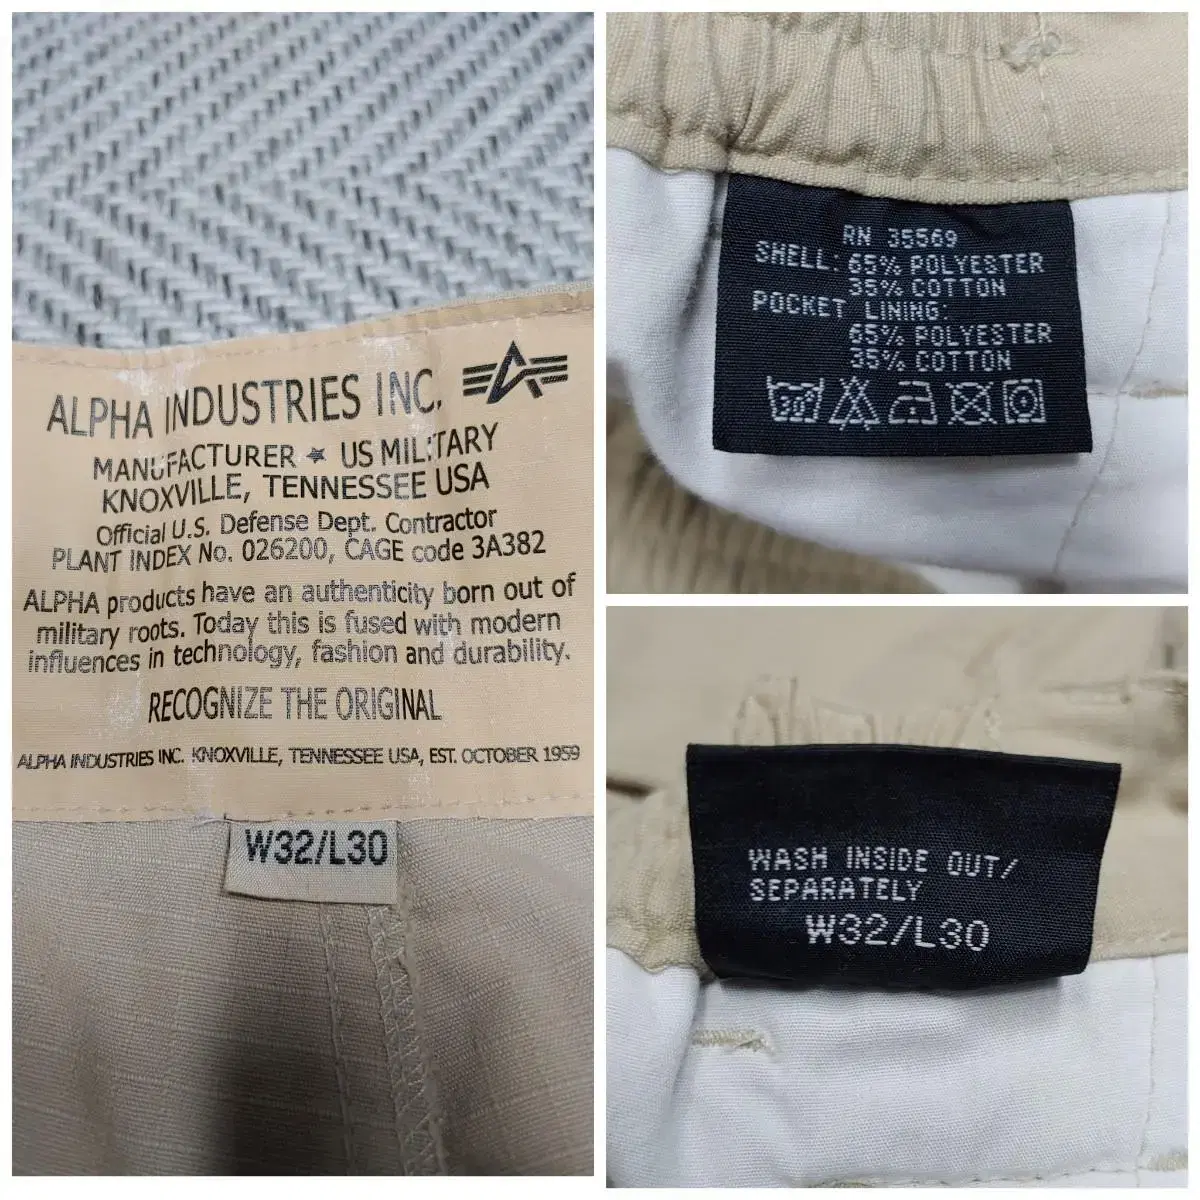 ALPHA INDUSTRIES INC.
MANUFACTURER ★ US MILITARY
KNOXVILLE, TENNESSEE USA
Official U.S. Defense Dept. Contractor
PLANT INDEX No. 026200, CAGE code 3A382
ALPHA products have an authenticity born out of
military roots. Today this is fused with modern
influences in technology, fashion and durability.
RECOGNIZE THE ORIGINAL
ALPHA INDUSTRIES INC. KNOXVILLE, TENNESSEE USA, EST. OCTOBER 1959
W32/L30
RN 35569
SHELL: 65% POLYESTER
35% COTTON
POCKET LINING:
65% POLYESTER
35% COTTON
WASH INSIDE OUT/
SEPARATELY
W32/L30